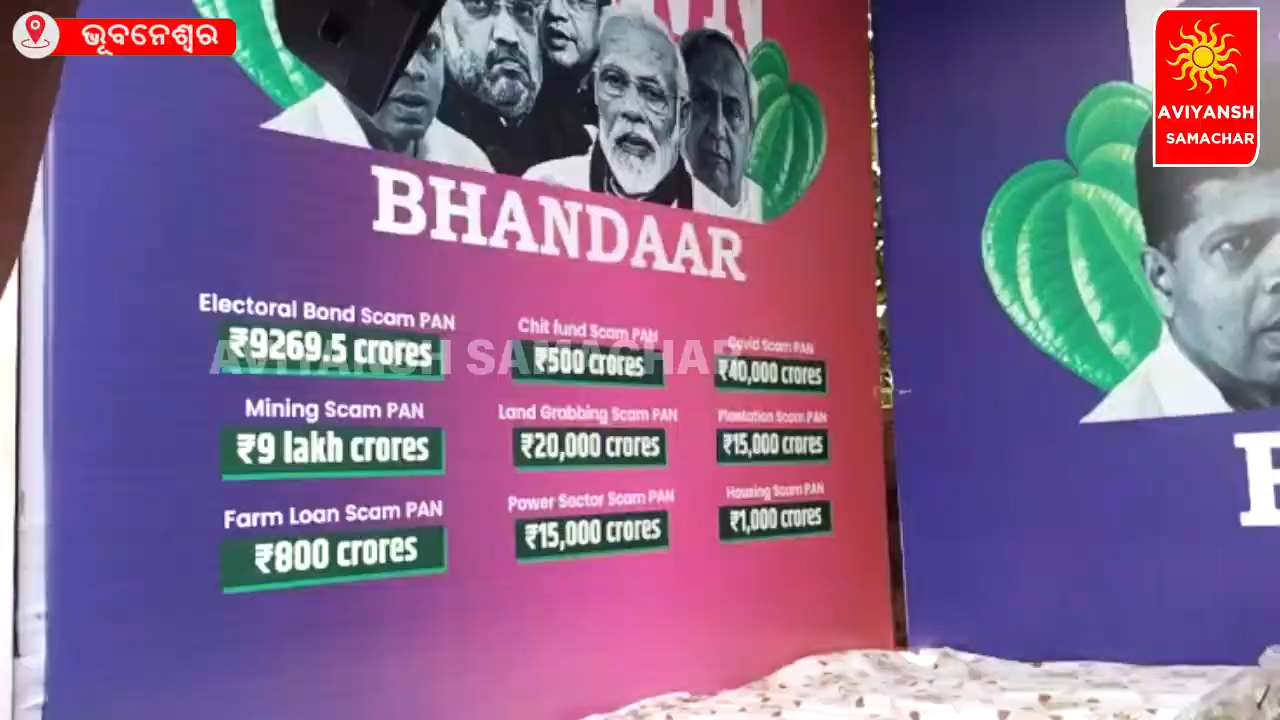 ଭୁବନେଶ୍ୱର
AVIYANSH
SAMACHAR
BHANDAAR
Electoral Bond Scam PAN
₹9269.5 crores
Chit fund Scam PAN
₹500 crores
Covid Scam PAN
₹40,000 crores
AVIYANSH SAMACHAR
Mining Scam PAN
₹9 lakh crores
Land Grabbing Scam PAN
₹20,000 crores
Plantation Scam PAN
₹15,000 crores
Farm Loan Scam PAN
₹800 crores
Power Sector Scam PAN
₹15,000 crores
Housing Scam PAN
₹1,000 crores